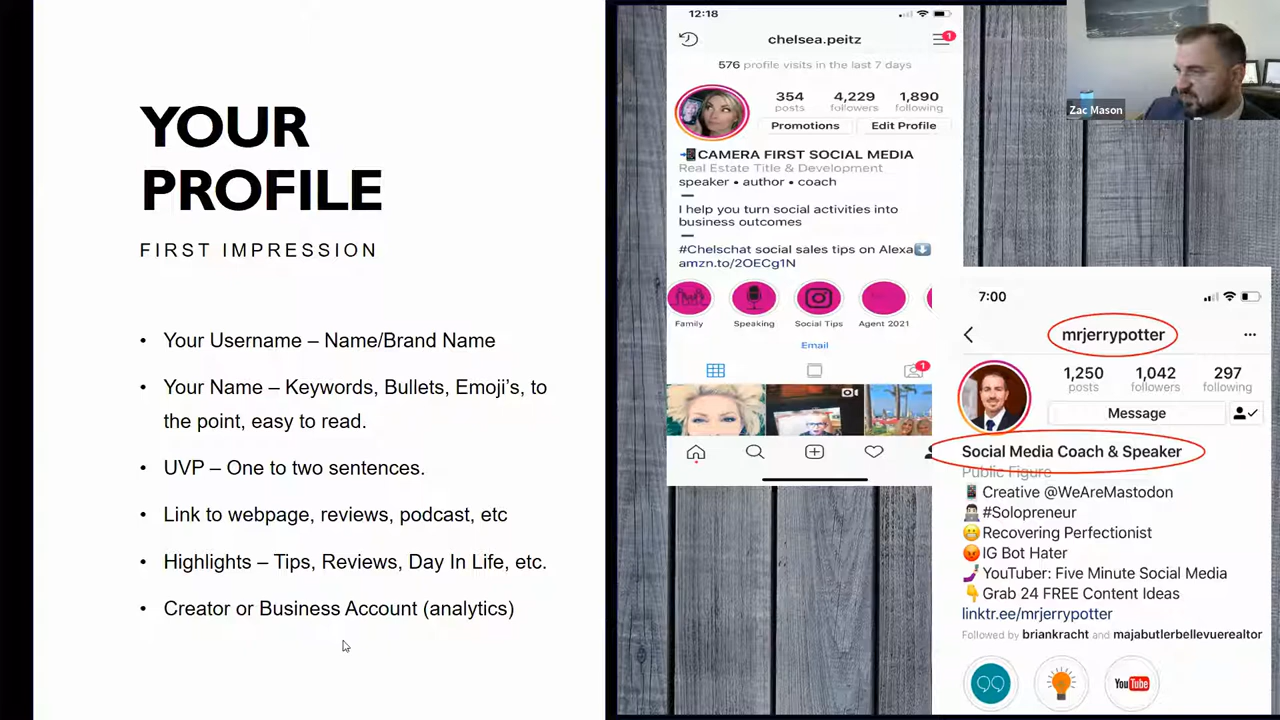 YOUR
PROFILE
FIRST IMPRESSION
• Your Username – Name/Brand Name
• Your Name – Keywords, Bullets, Emoji's, to
the point, easy to read.
• UVP – One to two sentences.
• Link to webpage, reviews, podcast, etc
• Highlights – Tips, Reviews, Day In Life, etc.
• Creator or Business Account (analytics)
12:18
chelsea.peitz
1
576 profile visits in the last 7 days
354 4,229 1,890
posts followers following
Promotions Edit Profile
📲CAMERA FIRST SOCIAL MEDIA
Real Estate Title & Development
speaker • author • coach
—
I help you turn social activities into
business outcomes
—
#Chelschat social sales tips on Alexa⬇️
amzn.to/2OECg1N
Family Speaking Social Tips Agent 2021
Email
1
Zac Mason
7:00
mrjerrypotter
1,250 1,042 297
posts followers following
Message
Social Media Coach & Speaker
Public Figure
📱 Creative @WeAreMastodon
👨🏻‍💻 #Solopreneur
😬 Recovering Perfectionist
😡 IG Bot Hater
🤳🏿 YouTuber: Five Minute Social Media
👇 Grab 24 FREE Content Ideas
linktr.ee/mrjerrypotter
Followed by briankracht and majabutlerbellevuerealtor
YouTube